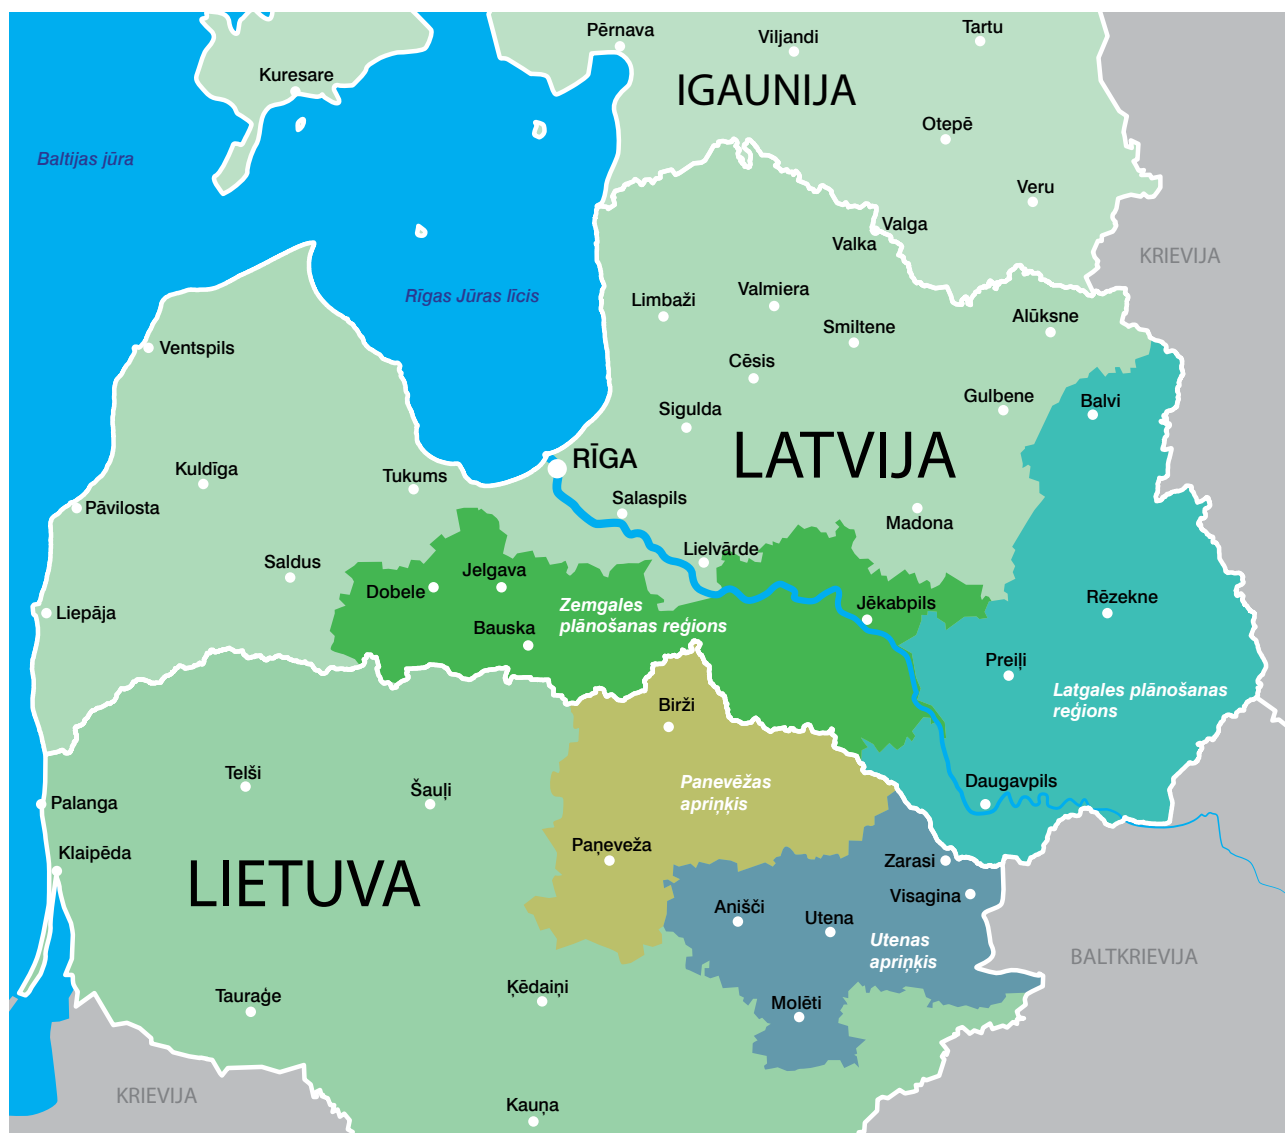 Pērnava
Viljandi
Tartu
Kuresare
IGAUNIJA
Otepē
Baltijas jūra
Veru
Valga
Valka
KRIEVIJA
Rīgas Jūras līcis
Limbaži
Valmiera
Smiltene
Alūksne
Ventspils
Cēsis
Gulbene
Balvi
Sigulda
RĪGA
LATVIJA
Kuldīga
Tukums
Salaspils
Pāvilosta
Madona
Lielvārde
Saldus
Jelgava
Dobele
Zemgales
plānošanas reģions
Jēkabpils
Rēzekne
Liepāja
Bauska
Preiļi
Latgales plānošanas
reģions
Birži
Telši
Šauļi
Panevēžas
apriņķis
Daugavpils
Palanga
Klaipēda
Paņeveža
Zarasi
LIETUVA
Visagina
Anišči
Utena
Utenas
apriņķis
BALTKRIEVIJA
Tauraģe
Ķēdaiņi
Molēti
KRIEVIJA
Kauņa